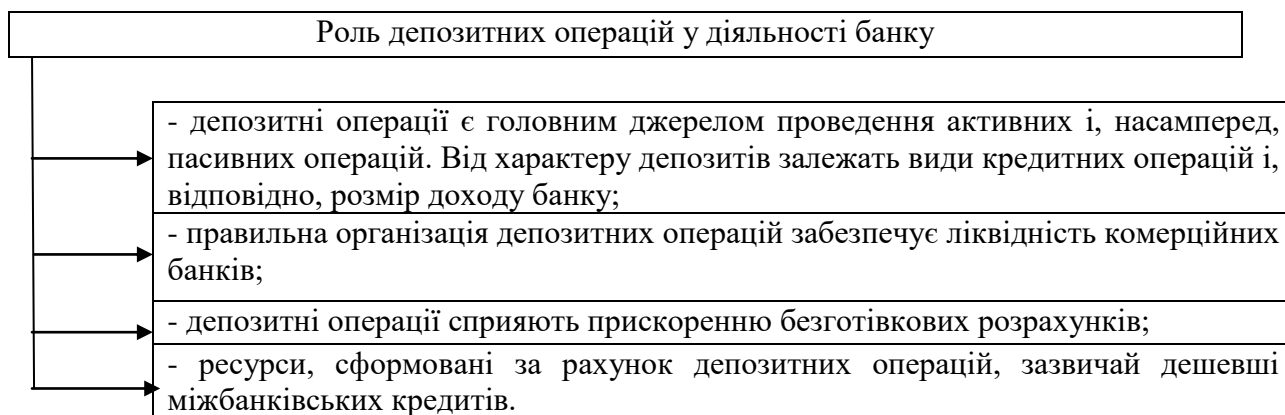 Роль депозитних операцій у діяльності банку
- депозитні операції є головним джерелом проведення активних і, насамперед,
пасивних операцій. Від характеру депозитів залежать види кредитних операцій і,
відповідно, розмір доходу банку;
- правильна організація депозитних операцій забезпечує ліквідність комерційних
банків;
- депозитні операції сприяють прискоренню безготівкових розрахунків;
- ресурси, сформовані за рахунок депозитних операцій, зазвичай дешевші
міжбанківських кредитів.